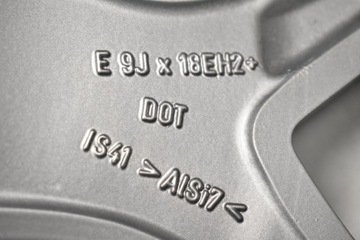 E 9J x 18EH2+
DOT
IS41 >AlSi7<